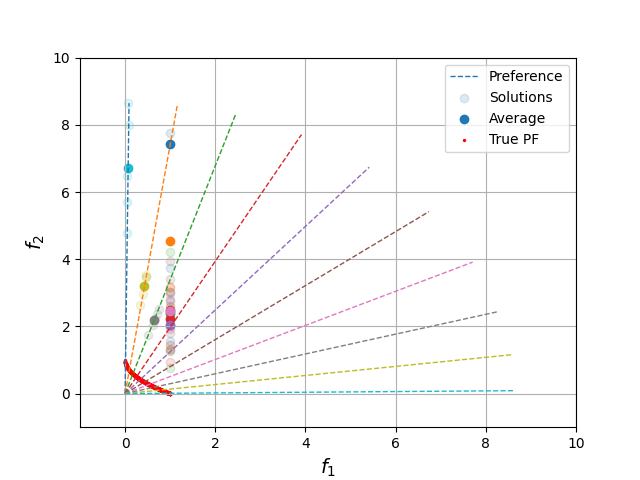 10
8
6
4
2
0
f₂
Preference
Solutions
Average
True PF
0 2 4 6 8 10
f₁